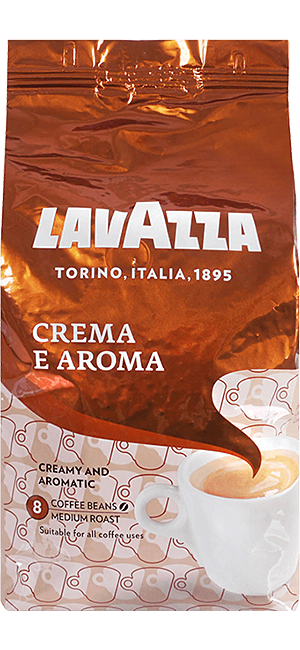 LAVAZZA
TORINO, ITALIA, 1895
CREMA
E AROMA
CREAMY AND
AROMATIC
8
COFFEE BEANS
MEDIUM ROAST
Suitable for all coffee uses